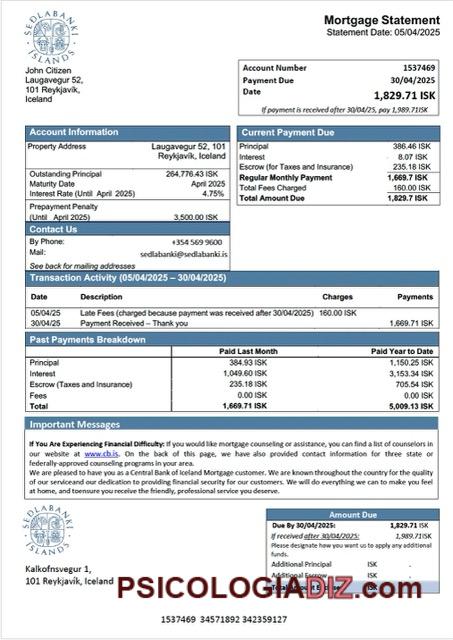 SEÐLABANKI
ÍSLANDS
Mortgage Statement
Statement Date: 05/04/2025
John Citizen
Laugavegur 52,
101 Reykjavík,
Iceland
Account Number 1537469
Payment Due 30/04/2025
Date
1,829.71 ISK
If payment is received after 30/04/25, pay 1,989.71ISK
Account Information
Property Address Laugavegur 52, 101
Reykjavík, Iceland
Outstanding Principal 264,776.43 ISK
Maturity Date April 2025
Interest Rate (Until April 2025) 4.75%
Prepayment Penalty
(Until April 2025) 3,500.00 ISK
Contact Us
By Phone: +354 569 9600
Mail: sedlabanki@sedlabanki.is
See back for mailing addresses
Current Payment Due
Principal 386.46 ISK
Interest 8.07 ISK
Escrow (for Taxes and Insurance) 235.18 ISK
Regular Monthly Payment 1,669.7 ISK
Total Fees Charged 160.00 ISK
Total Amount Due 1,829.7 ISK
Transaction Activity (05/04/2025 – 30/04/2025)
Date Description Charges Payments
05/04/25 Late Fees (charged because payment was received after 30/04/2025) 160.00 ISK
30/04/25 Payment Received – Thank you 1,669.71 ISK
Past Payments Breakdown
Paid Last Month Paid Year to Date
Principal 384.93 ISK 1,150.25 ISK
Interest 1,049.60 ISK 3,153.34 ISK
Escrow (Taxes and Insurance) 235.18 ISK 705.54 ISK
Fees 0.00 ISK 0.00 ISK
Total 1,669.71 ISK 5,009.13 ISK
Important Messages
If You Are Experiencing Financial Difficulty: If you would like mortgage counseling or assistance, you can find a list of counselors in
our website at www.cb.is. On the back of this page, we have also provided contact information for three state or
federally-approved counseling programs in your area.
We are pleased to have you as a Central Bank of Iceland Mortgage customer. We are known throughout the country for the quality
of our serviceand our dedication to providing financial security for our customers. We will do everything we can to make you feel
at home, and toensure you receive the friendly, professional service you deserve.
SEÐLABANKI
ÍSLANDS
Kalkofnsvegur 1,
101 Reykjavík, Iceland
Amount Due
Due By 30/04/2025: 1,829.71 ISK
If received after 30/04/25: 1,989.71ISK
Please designate how you want us to apply any additional
funds.
Additional Principal ISK .
Additional Escrow ISK .
PSICOLOGIADIZ.com
1537469 34571892 342359127